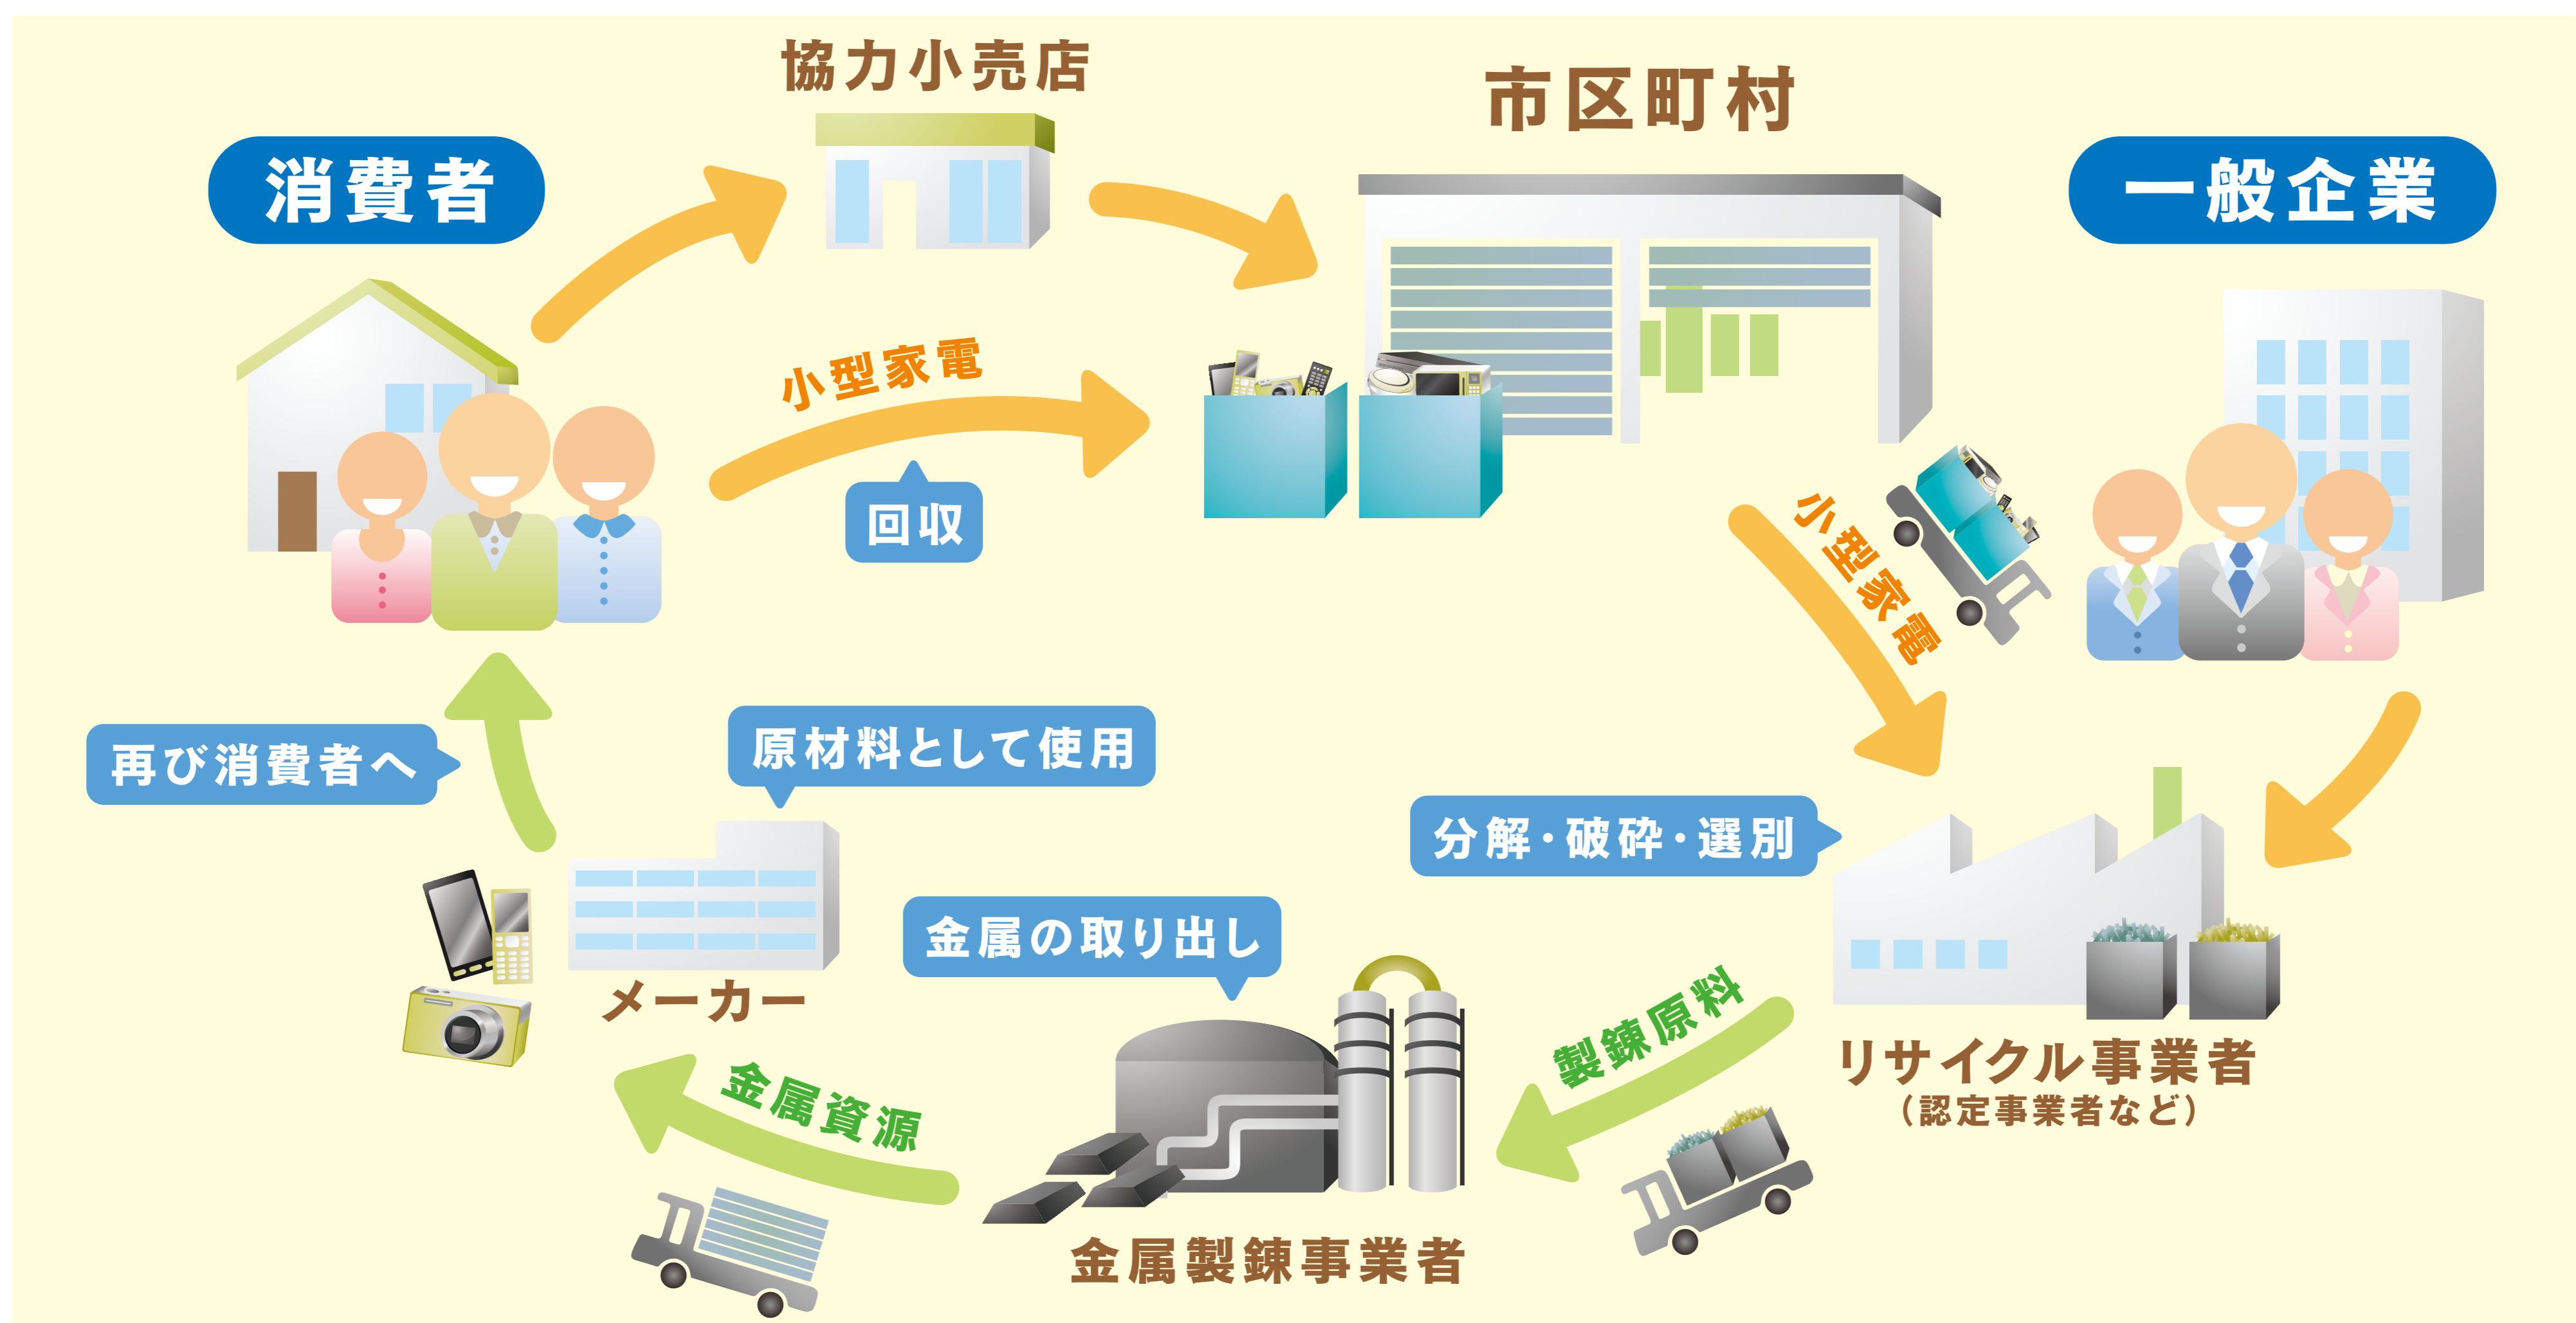 協力小売店
市区町村
消費者
一般企業
小型家電
回収
小型家電
再び消費者へ
原材料として使用
分解・破砕・選別
金属の取り出し
メーカー
製錬原料
リサイクル事業者
（認定事業者など）
金属資源
金属製錬事業者